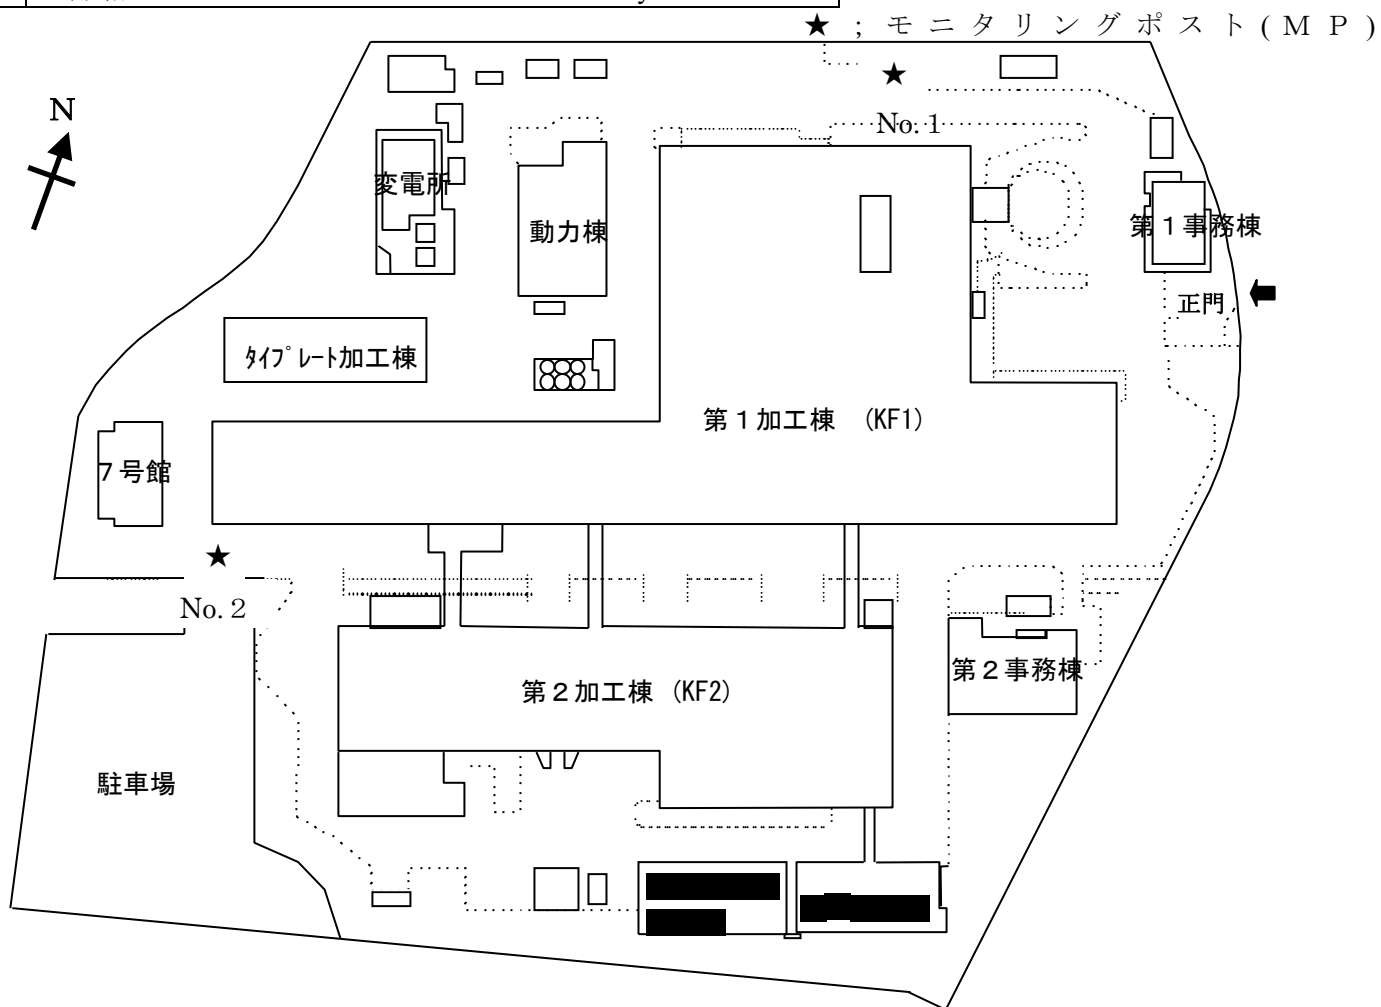 ★ ; モニタリングポスト(MP)
N
No. 1
変電所
動力棟
第１事務棟
正門
ﾀｲﾌﾟﾚｰﾄ加工棟
第１加工棟 (KF1)
７号館
No. 2
第２事務棟
第２加工棟 (KF2)
駐車場